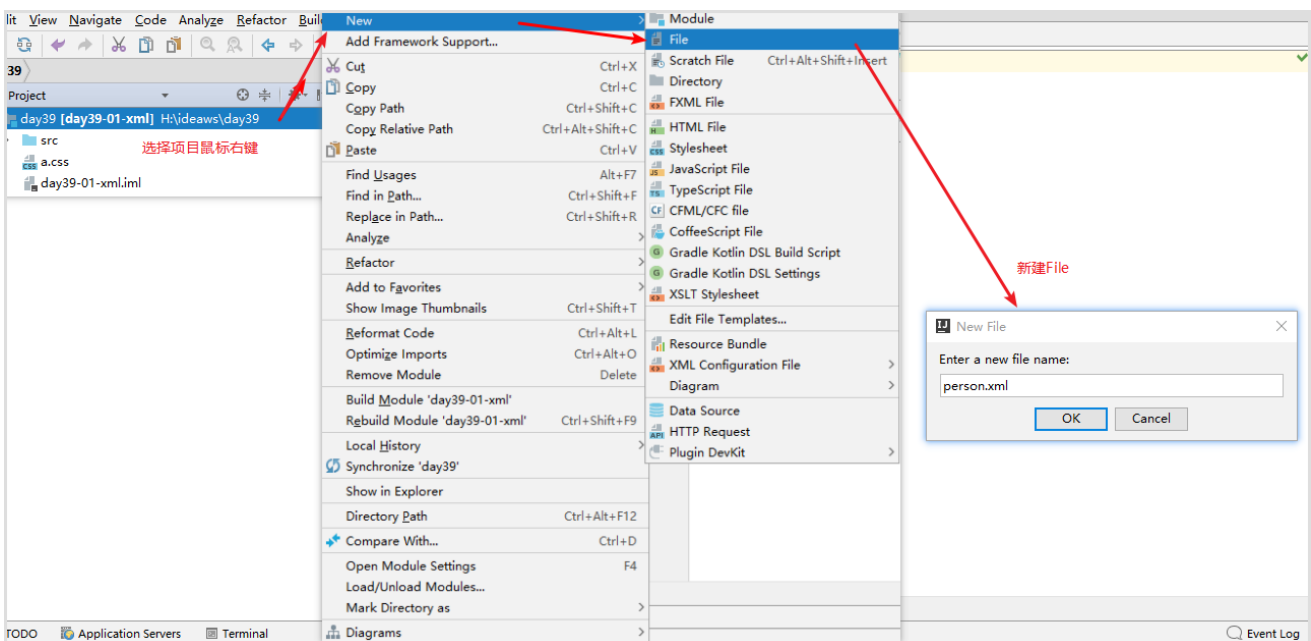 lit View Navigate Code Analyze Refactor Buil
39
Project
day39 [day39-01-xml] H:\ideaws\day39
src
a.css
day39-01-xml.iml
选择项目鼠标右键
New
Add Framework Support...
Cut Ctrl+X
Copy Ctrl+C
Copy Path Ctrl+Shift+C
Copy Relative Path Ctrl+Alt+Shift+C
Paste Ctrl+V
Find Usages Alt+F7
Find in Path... Ctrl+Shift+F
Replace in Path... Ctrl+Shift+R
Analyze
Refactor
Add to Favorites
Show Image Thumbnails Ctrl+Shift+T
Reformat Code Ctrl+Alt+L
Optimize Imports Ctrl+Alt+O
Remove Module Delete
Build Module 'day39-01-xml'
Rebuild Module 'day39-01-xml' Ctrl+Shift+F9
Local History
Synchronize 'day39'
Show in Explorer
Directory Path Ctrl+Alt+F12
Compare With... Ctrl+D
Open Module Settings F4
Load/Unload Modules...
Mark Directory as
Diagrams
Module
File
Scratch File Ctrl+Alt+Shift+Insert
Directory
FXML File
HTML File
Stylesheet
JavaScript File
TypeScript File
CFML/CFC file
CoffeeScript File
Gradle Kotlin DSL Build Script
Gradle Kotlin DSL Settings
XSLT Stylesheet
Edit File Templates...
Resource Bundle
XML Configuration File
Diagram
Data Source
HTTP Request
Plugin DevKit
新建File
New File
Enter a new file name:
person.xml
OK Cancel
TODO Application Servers Terminal
Event Log